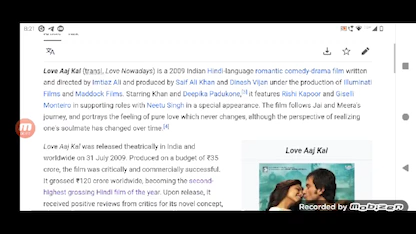 18:21
Love Aaj Kal (transl. Love Nowadays) is a 2009 Indian Hindi-language romantic comedy-drama film written
and directed by Imtiaz Ali and produced by Saif Ali Khan and Dinesh Vijan under the production of Illuminati
Films and Maddock Films. Starring Khan and Deepika Padukone,[3] it features Rishi Kapoor and Giselli
Monteiro in supporting roles with Neetu Singh in a special appearance. The film follows Jai and Meera's
journey, and portrays the feeling of pure love which never changes, although the perspective of realizing
one's soulmate has changed over time.[4]
Love Aaj Kal was released theatrically in India and
worldwide on 31 July 2009. Produced on a budget of ₹35
crore, the film was critically and commercially successful.
It grossed ₹120 crore worldwide, becoming the second-
highest grossing Hindi film of the year. Upon release, it
received positive reviews from critics for its novel concept,
Love Aaj Kal
Recorded by Mobizen